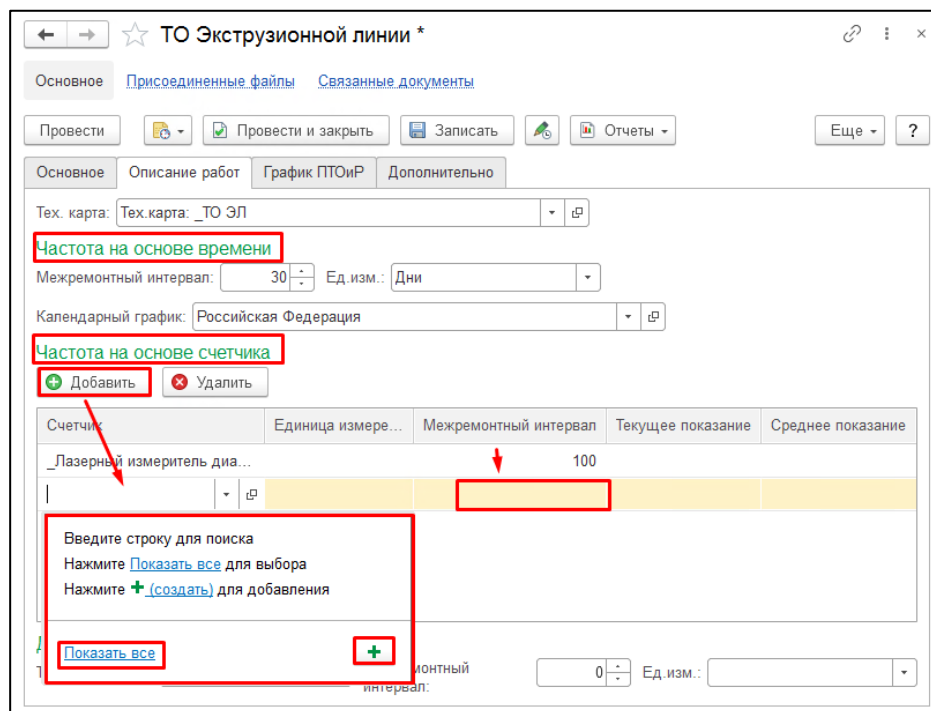 ТО Экструзионной линии *
Основное Присоединенные файлы Связанные документы
Провести Провести и закрыть Записать Отчеты Еще ?
Основное Описание работ График ПТОиР Дополнительно
Тех. карта: Тех.карта: _ТО ЭЛ
Частота на основе времени
Межремонтный интервал: 30 Ед.изм.: Дни
Календарный график: Российская Федерация
Частота на основе счетчика
Добавить Удалить
Счетчик Единица измере... Межремонтный интервал Текущее показание Среднее показание
_Лазерный измеритель диа... 100
Введите строку для поиска
Нажмите Показать все для выбора
Нажмите + (создать) для добавления
Показать все +
интервал: 0 Ед.изм.: